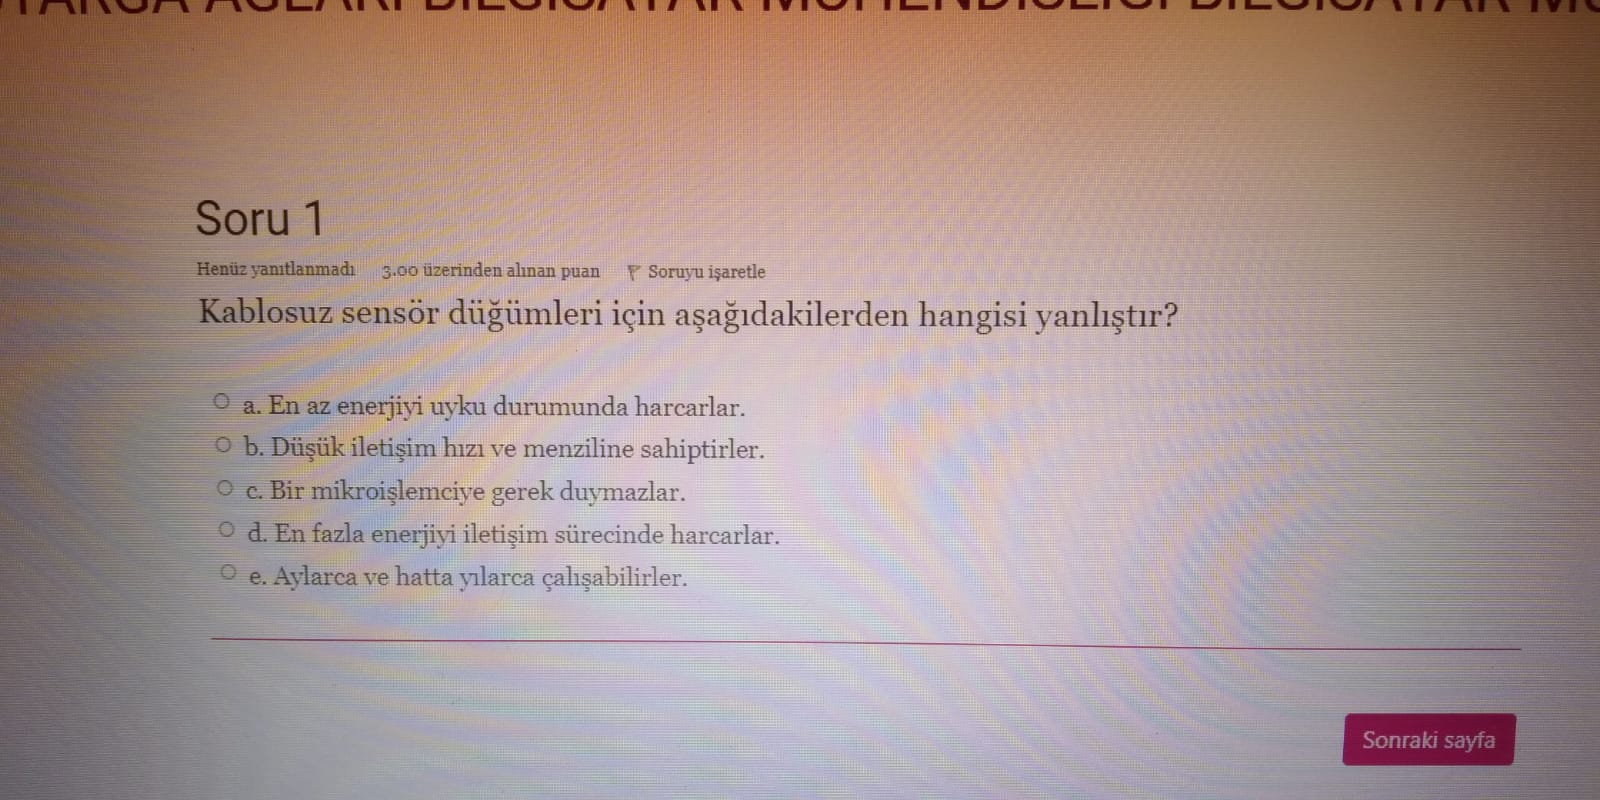 Soru 1
Henüz yanıtlanmadı 3.00 üzerinden alınan puan Soruyu işaretle
Kablosuz sensör düğümleri için aşağıdakilerden hangisi yanlıştır?
a. En az enerjiyi uyku durumunda harcarlar.
b. Düşük iletişim hızı ve menziline sahiptirler.
c. Bir mikroişlemciye gerek duymazlar.
d. En fazla enerjiyi iletişim sürecinde harcarlar.
e. Aylarca ve hatta yılarca çalışabilirler.
Sonraki sayfa